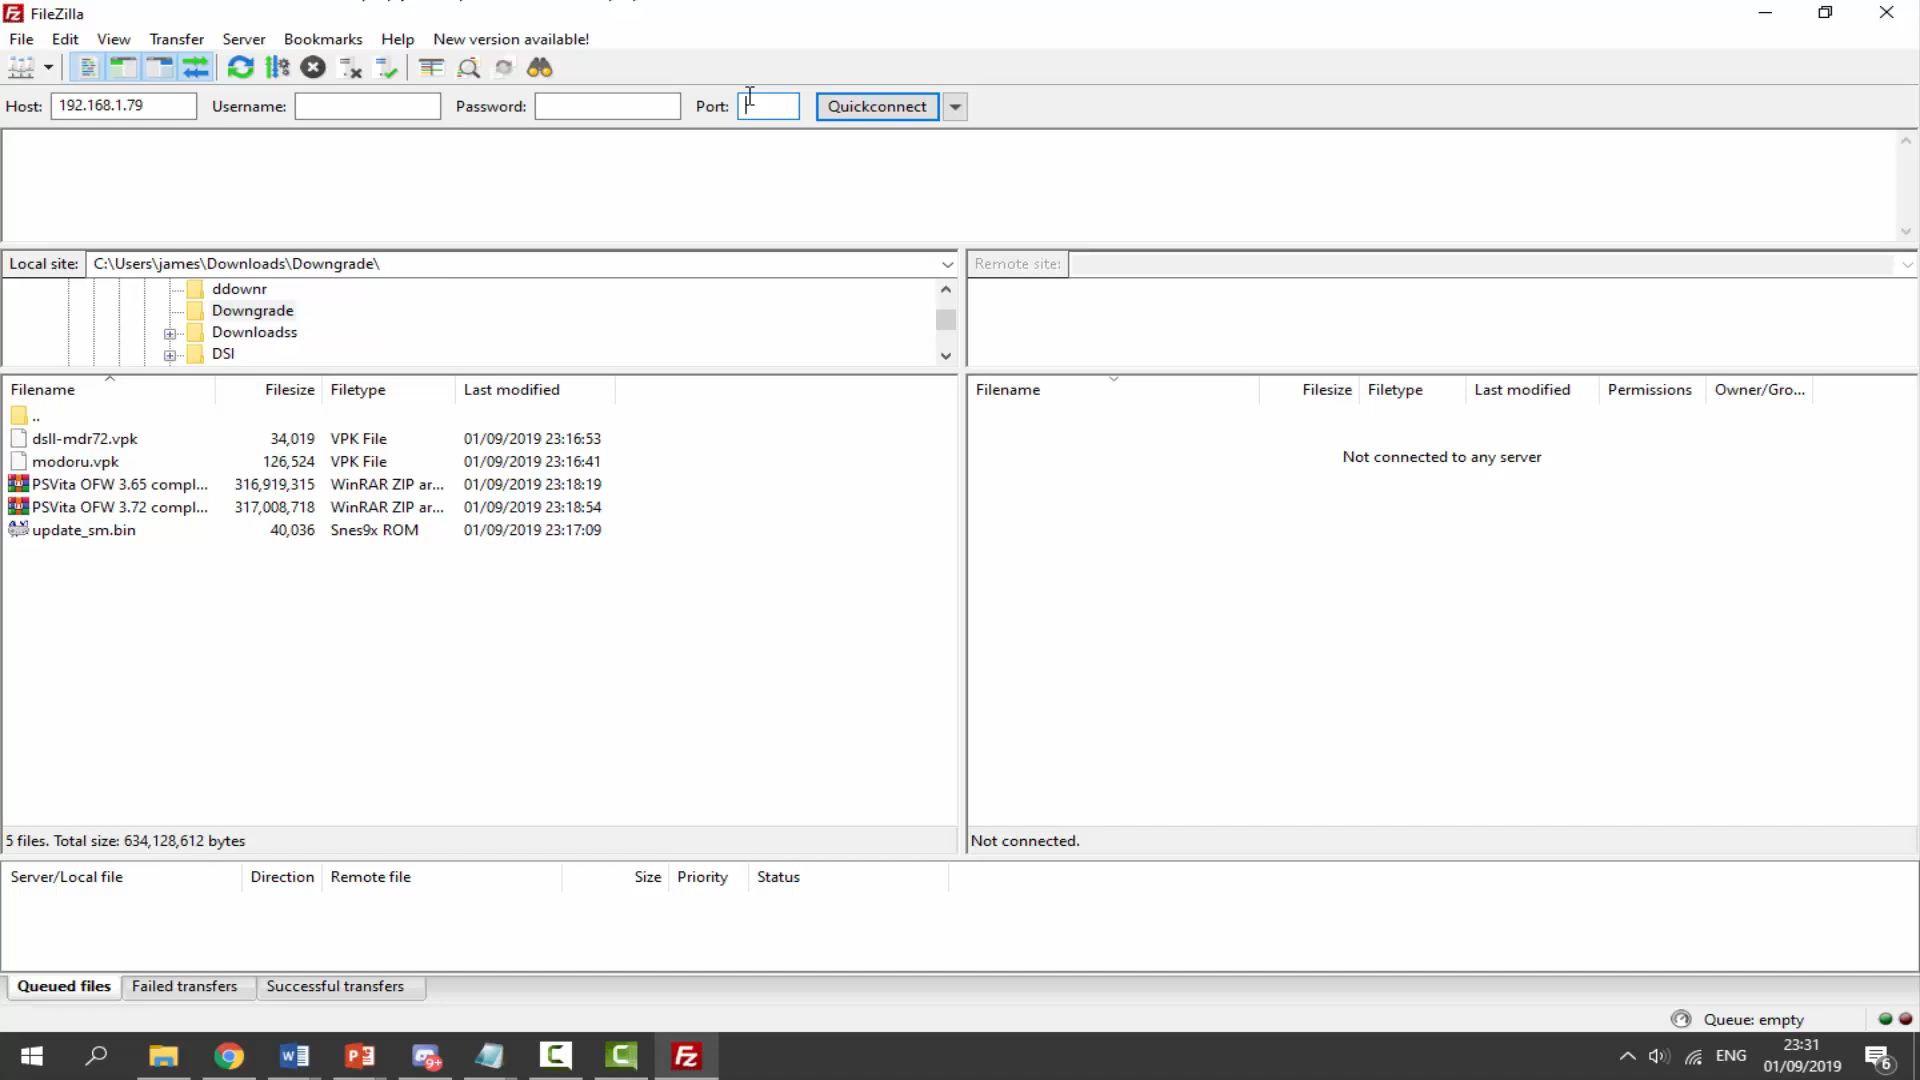 FileZilla
File Edit View Transfer Server Bookmarks Help New version available!
Host: 192.168.1.79 Username: Password: Port: Quickconnect
Local site: C:\Users\james\Downloads\Downgrade\ Remote site:
ddownr
Downgrade
Downloadss
DSI
Filename Filesize Filetype Last modified Filename Filesize Filetype Last modified Permissions Owner/Gro...
..
dsll-mdr72.vpk 34,019 VPK File 01/09/2019 23:16:53
modoru.vpk 126,524 VPK File 01/09/2019 23:16:41
Not connected to any server
PSVita OFW 3.65 compl... 316,919,315 WinRAR ZIP ar... 01/09/2019 23:18:19
PSVita OFW 3.72 compl... 317,008,718 WinRAR ZIP ar... 01/09/2019 23:18:54
update_sm.bin 40,036 Snes9x ROM 01/09/2019 23:17:09
5 files. Total size: 634,128,612 bytes Not connected.
Server/Local file Direction Remote file Size Priority Status
Queued files Failed transfers Successful transfers
Queue: empty
9+ ENG 23:31
01/09/2019 6